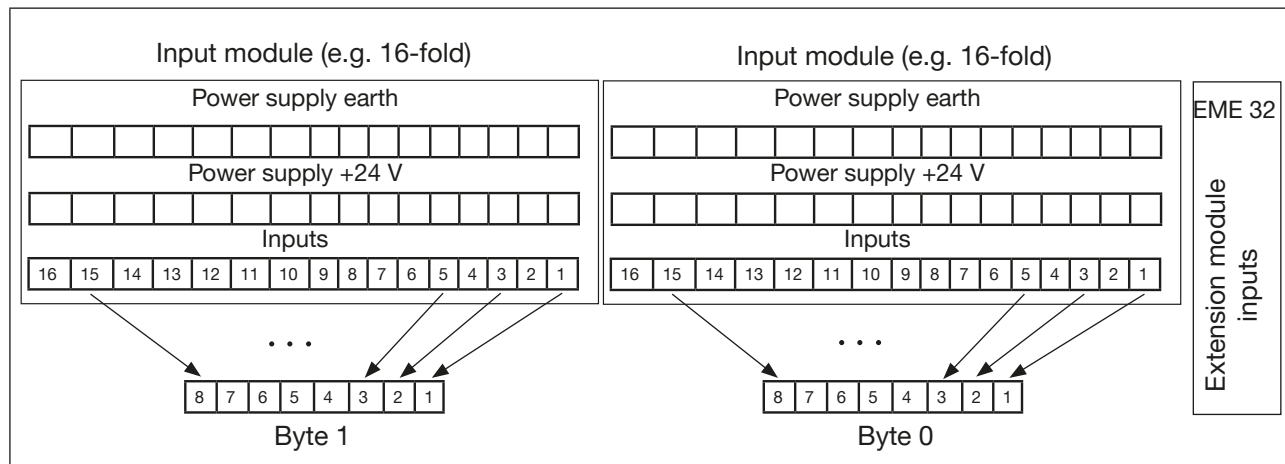 Input module (e.g. 16-fold)
Power supply earth
Power supply +24 V
Inputs
16 15 14 13 12 11 10 9 8 7 6 5 4 3 2 1
. . .
8 7 6 5 4 3 2 1
Byte 1
Input module (e.g. 16-fold)
Power supply earth
Power supply +24 V
Inputs
16 15 14 13 12 11 10 9 8 7 6 5 4 3 2 1
. . .
8 7 6 5 4 3 2 1
Byte 0
EME 32
Extension module
inputs